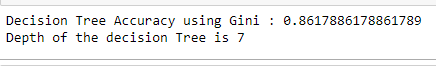 Decision Tree Accuracy using Gini : 0.8617886178861789
Depth of the decision Tree is 7